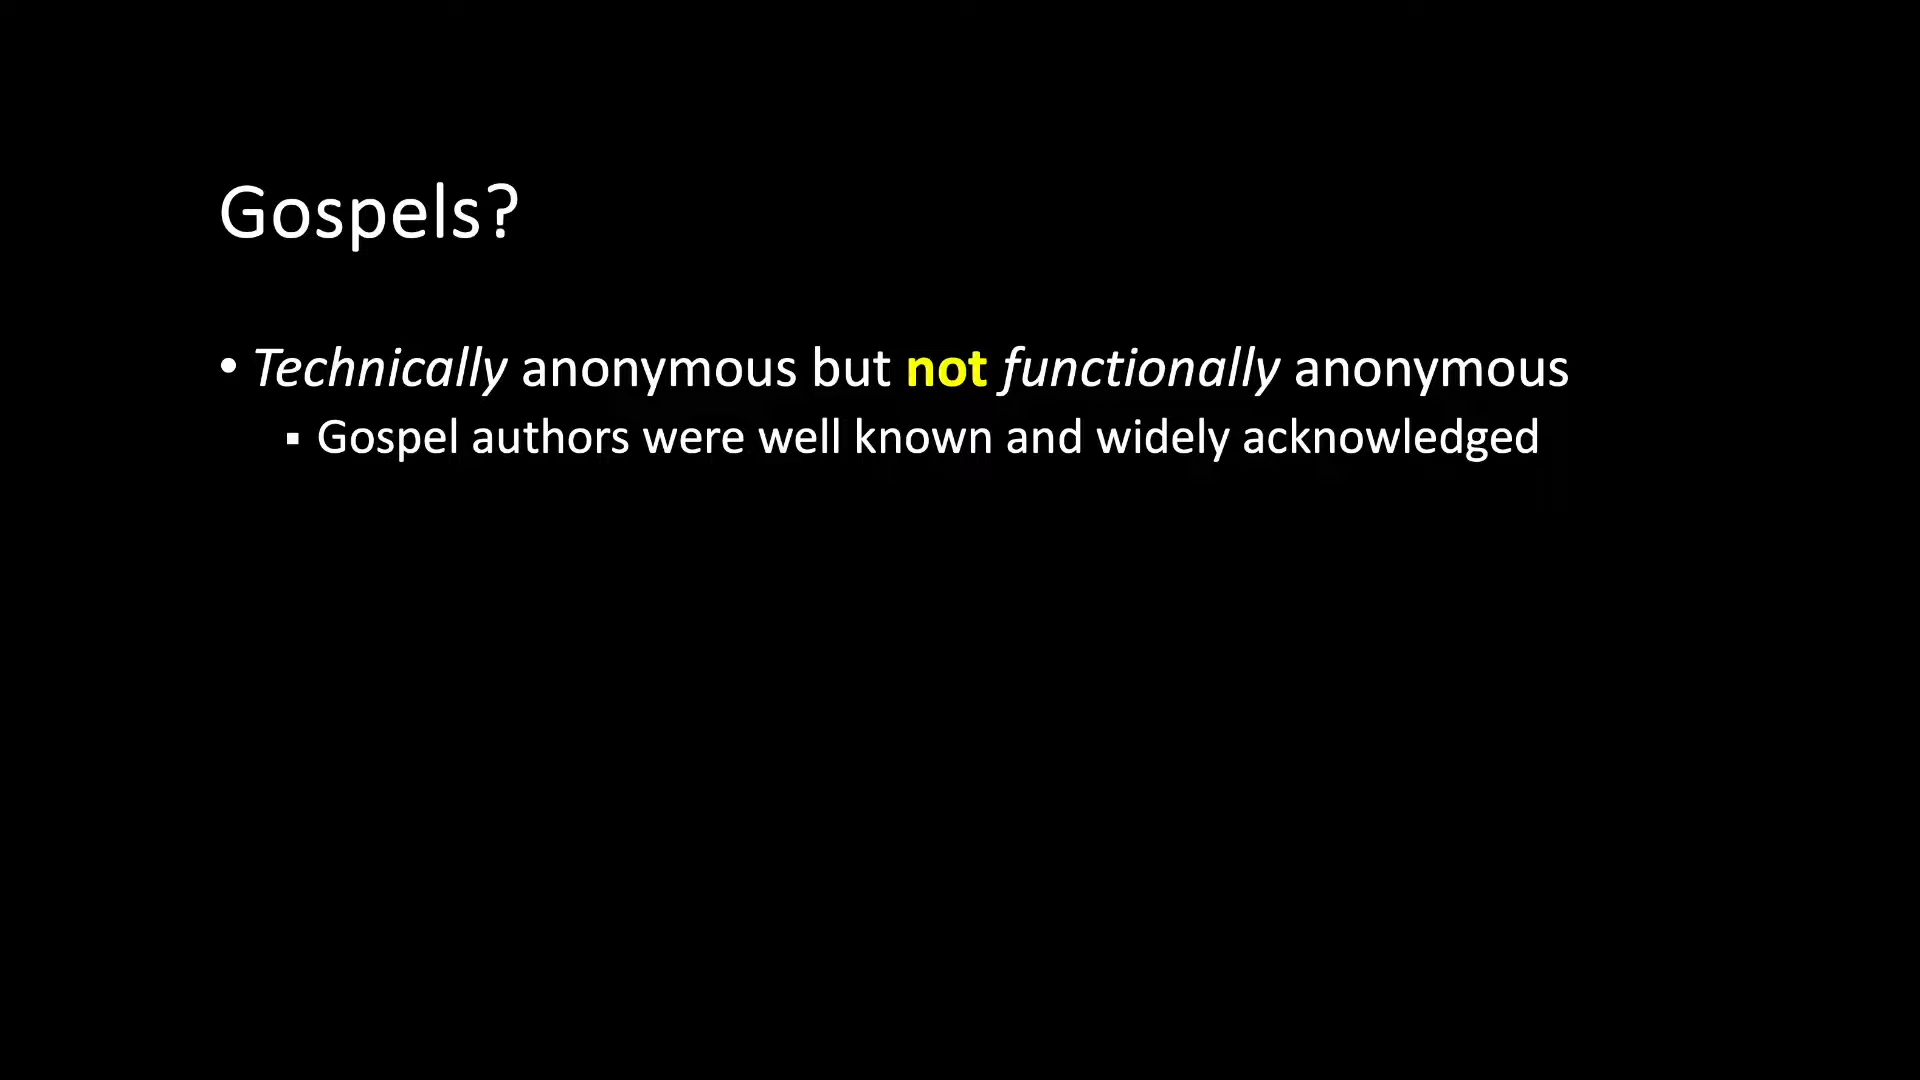 Gospels?
• Technically anonymous but not functionally anonymous
▪ Gospel authors were well known and widely acknowledged